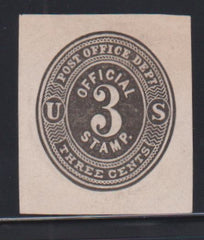 POST OFFICE DEPT
OFFICIAL
U 3 S
STAMP.
THREE CENTS